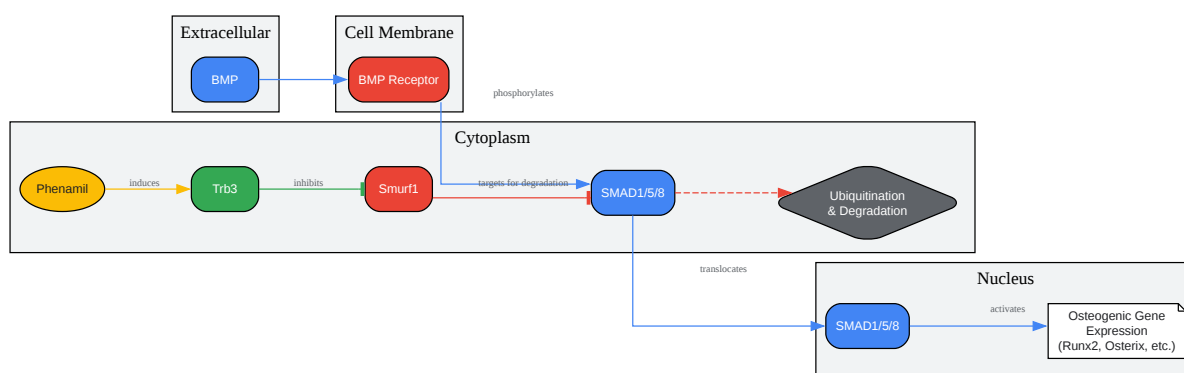 Extracellular
Cell Membrane
BMP
BMP Receptor
phosphorylates
Cytoplasm
Phenamil
induces
Trb3
inhibits
Smurf1
targets for degradation
SMAD1/5/8
Ubiquitination
& Degradation
translocates
Nucleus
SMAD1/5/8
activates
Osteogenic Gene
Expression
(Runx2, Osterix, etc.)